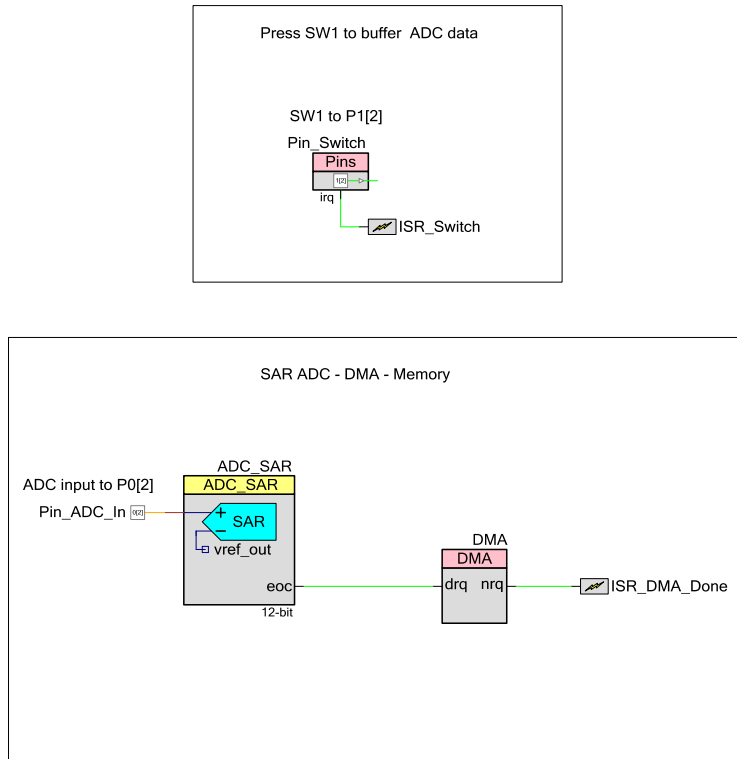 Press SW1 to buffer ADC data
SW1 to P1[2]
Pin_Switch
Pins
1[2]
irq
ISR_Switch
SAR ADC - DMA - Memory
ADC_SAR
ADC input to P0[2]
ADC_SAR
Pin_ADC_In
0[2]
+
SAR
−
vref_out
DMA
DMA
eoc
drq nrq
ISR_DMA_Done
12-bit